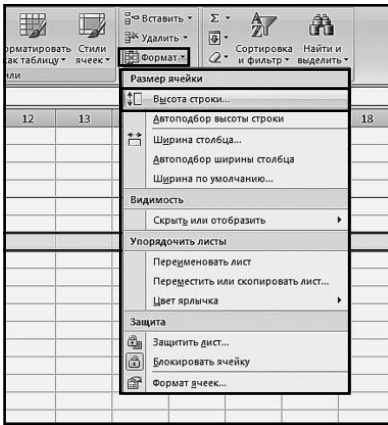 Вставить
Удалить
Формат
Σ
орматировать Стили
как таблицу ячеек
Сортировка Найти и
и фильтр выделить
или
Размер ячейки
Высота строки...
12 13 18
Автоподбор высоты строки
Ширина столбца...
Автоподбор ширины столбца
Ширина по умолчанию...
Видимость
Скрыть или отобразить
Упорядочить листы
Переименовать лист
Переместить или скопировать лист...
Цвет ярлычка
Защита
Защитить лист...
Блокировать ячейку
Формат ячеек...